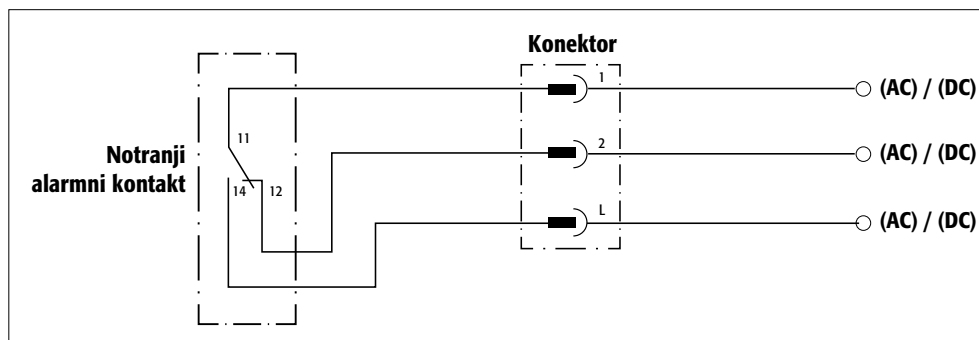 Konektor
1
(AC) / (DC)
11
2
(AC) / (DC)
Notranji
alarmni kontakt
14
12
L
(AC) / (DC)